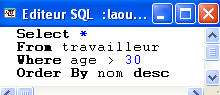 Editeur SQL :laou
Select *
From travailleur
Where age > 30
Order By nom desc